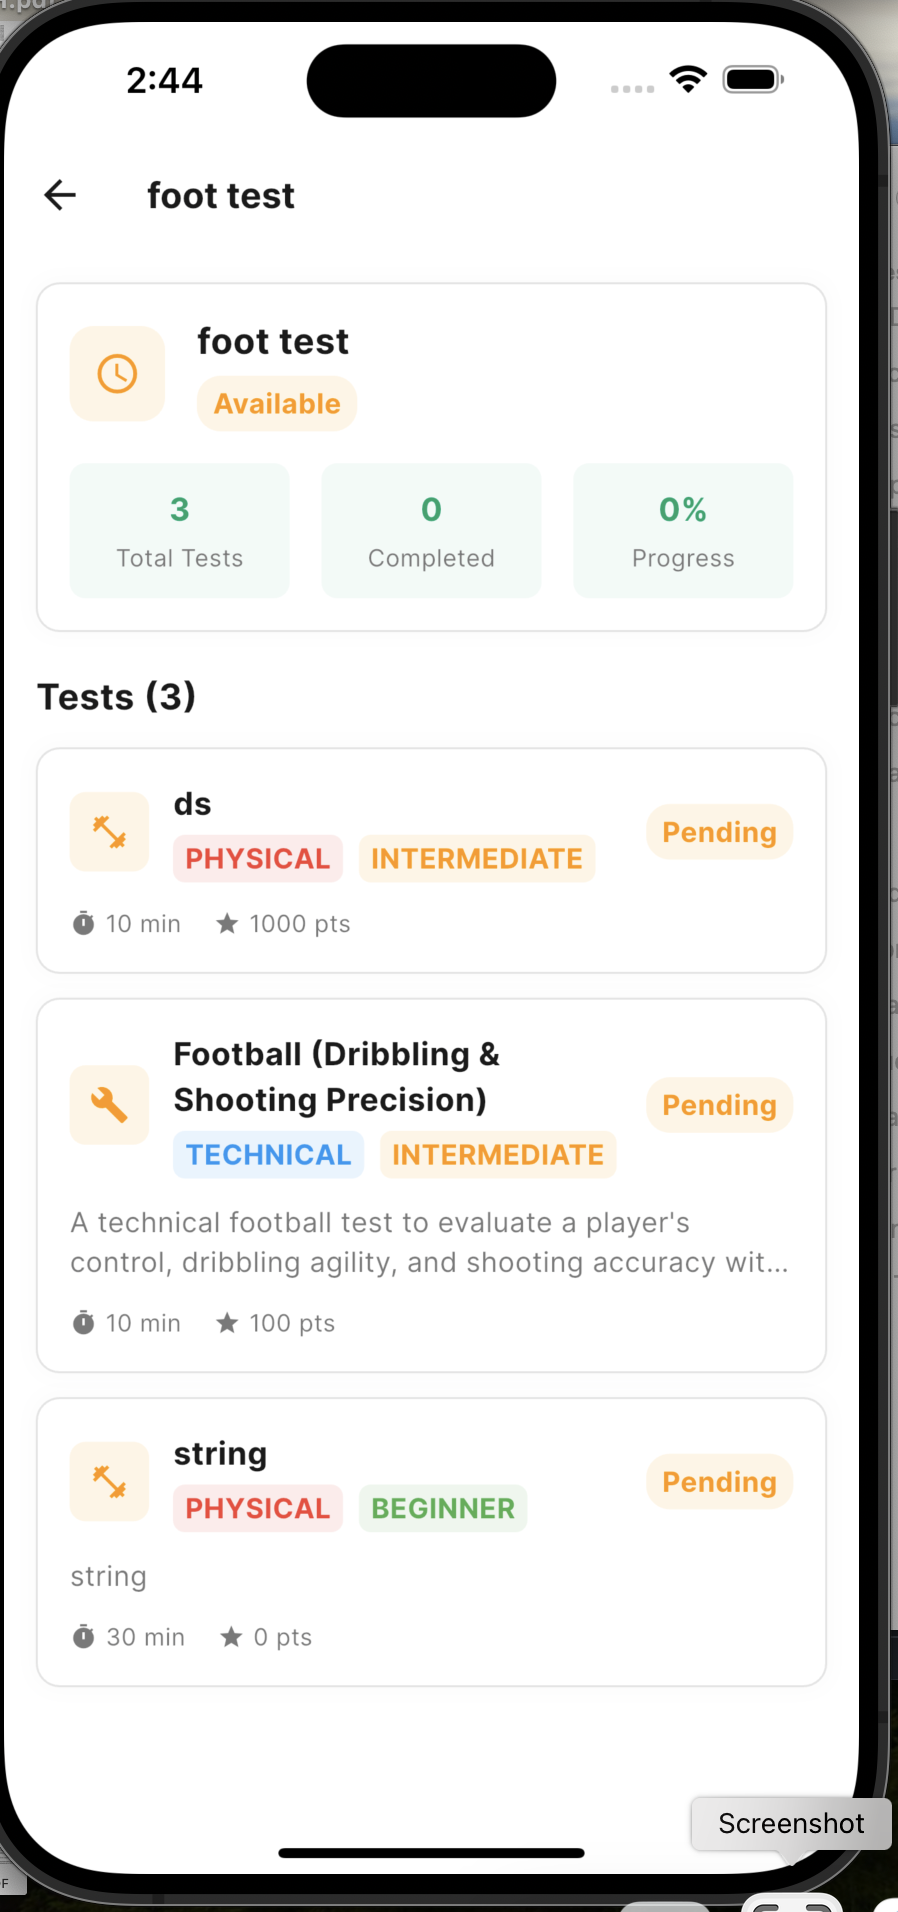 2:44
foot test
foot test
Available
3
Total Tests
0
Completed
0%
Progress
Tests (3)
ds
PHYSICAL INTERMEDIATE
Pending
10 min 1000 pts
Football (Dribbling &
Shooting Precision)
TECHNICAL INTERMEDIATE
Pending
A technical football test to evaluate a player's
control, dribbling agility, and shooting accuracy wit...
10 min 100 pts
string
PHYSICAL BEGINNER
Pending
string
30 min 0 pts
Screenshot